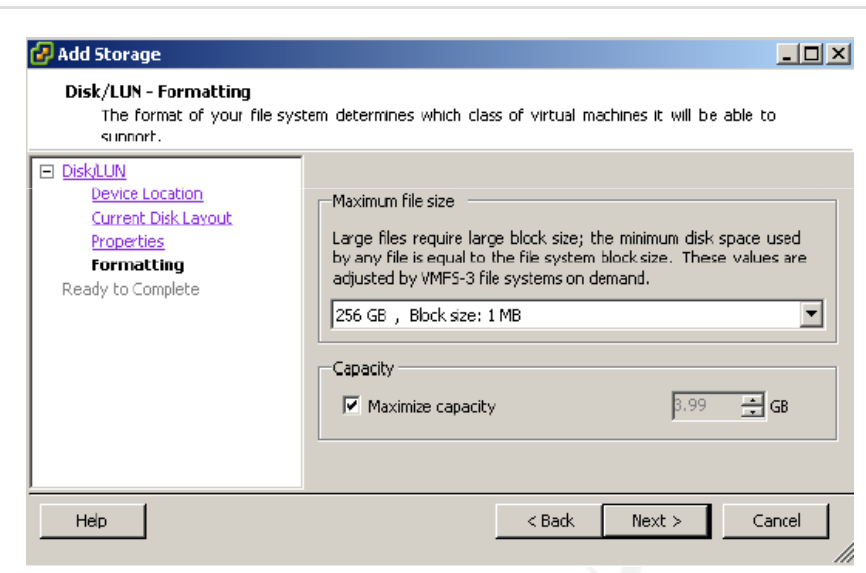 Add Storage
Disk/LUN - Formatting
The format of your file system determines which class of virtual machines it will be able to
support.
Disk/LUN
Device Location
Current Disk Layout
Properties
Formatting
Ready to Complete
Maximum file size
Large files require large block size; the minimum disk space used
by any file is equal to the file system block size. These values are
adjusted by VMFS-3 file systems on demand.
256 GB , Block size: 1 MB
Capacity
Maximize capacity
3.99
GB
Help
< Back
Next >
Cancel